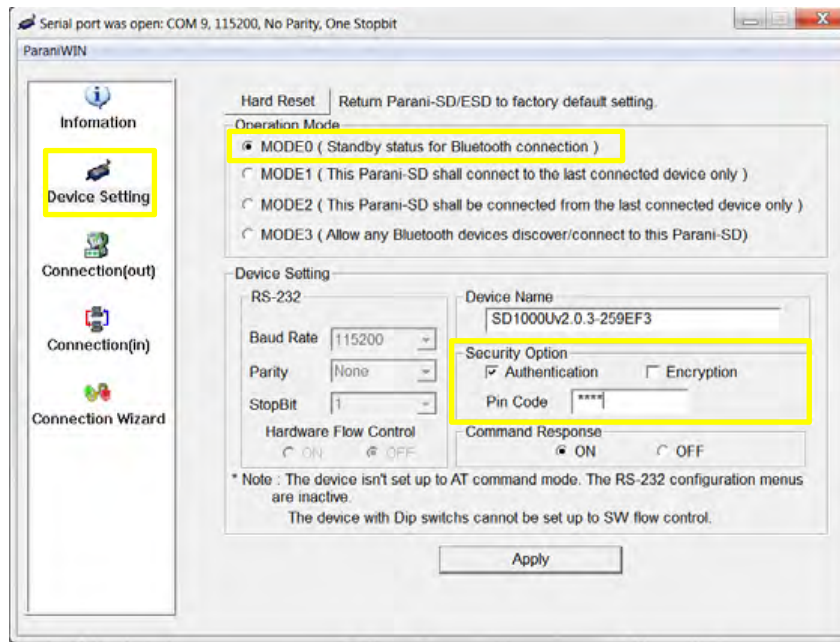 Serial port was open: COM 9, 115200, No Parity, One Stopbit
ParaniWIN
Infomation
Device Setting
Connection(out)
Connection(in)
Connection Wizard
Hard Reset Return Parani-SD/ESD to factory default setting.
Operation Mode
MODE0 ( Standby status for Bluetooth connection )
MODE1 ( This Parani-SD shall connect to the last connected device only )
MODE2 ( This Parani-SD shall be connected from the last connected device only )
MODE3 ( Allow any Bluetooth devices discover/connect to this Parani-SD)
Device Setting
RS-232
Baud Rate 115200
Parity None
StopBit 1
Hardware Flow Control
ON OFF
Device Name
SD1000Uv2.0.3-259EF3
Security Option
Authentication Encryption
Pin Code ****
Command Response
ON OFF
* Note : The device isn't set up to AT command mode. The RS-232 configuration menus
are inactive.
The device with Dip switchs cannot be set up to SW flow control.
Apply